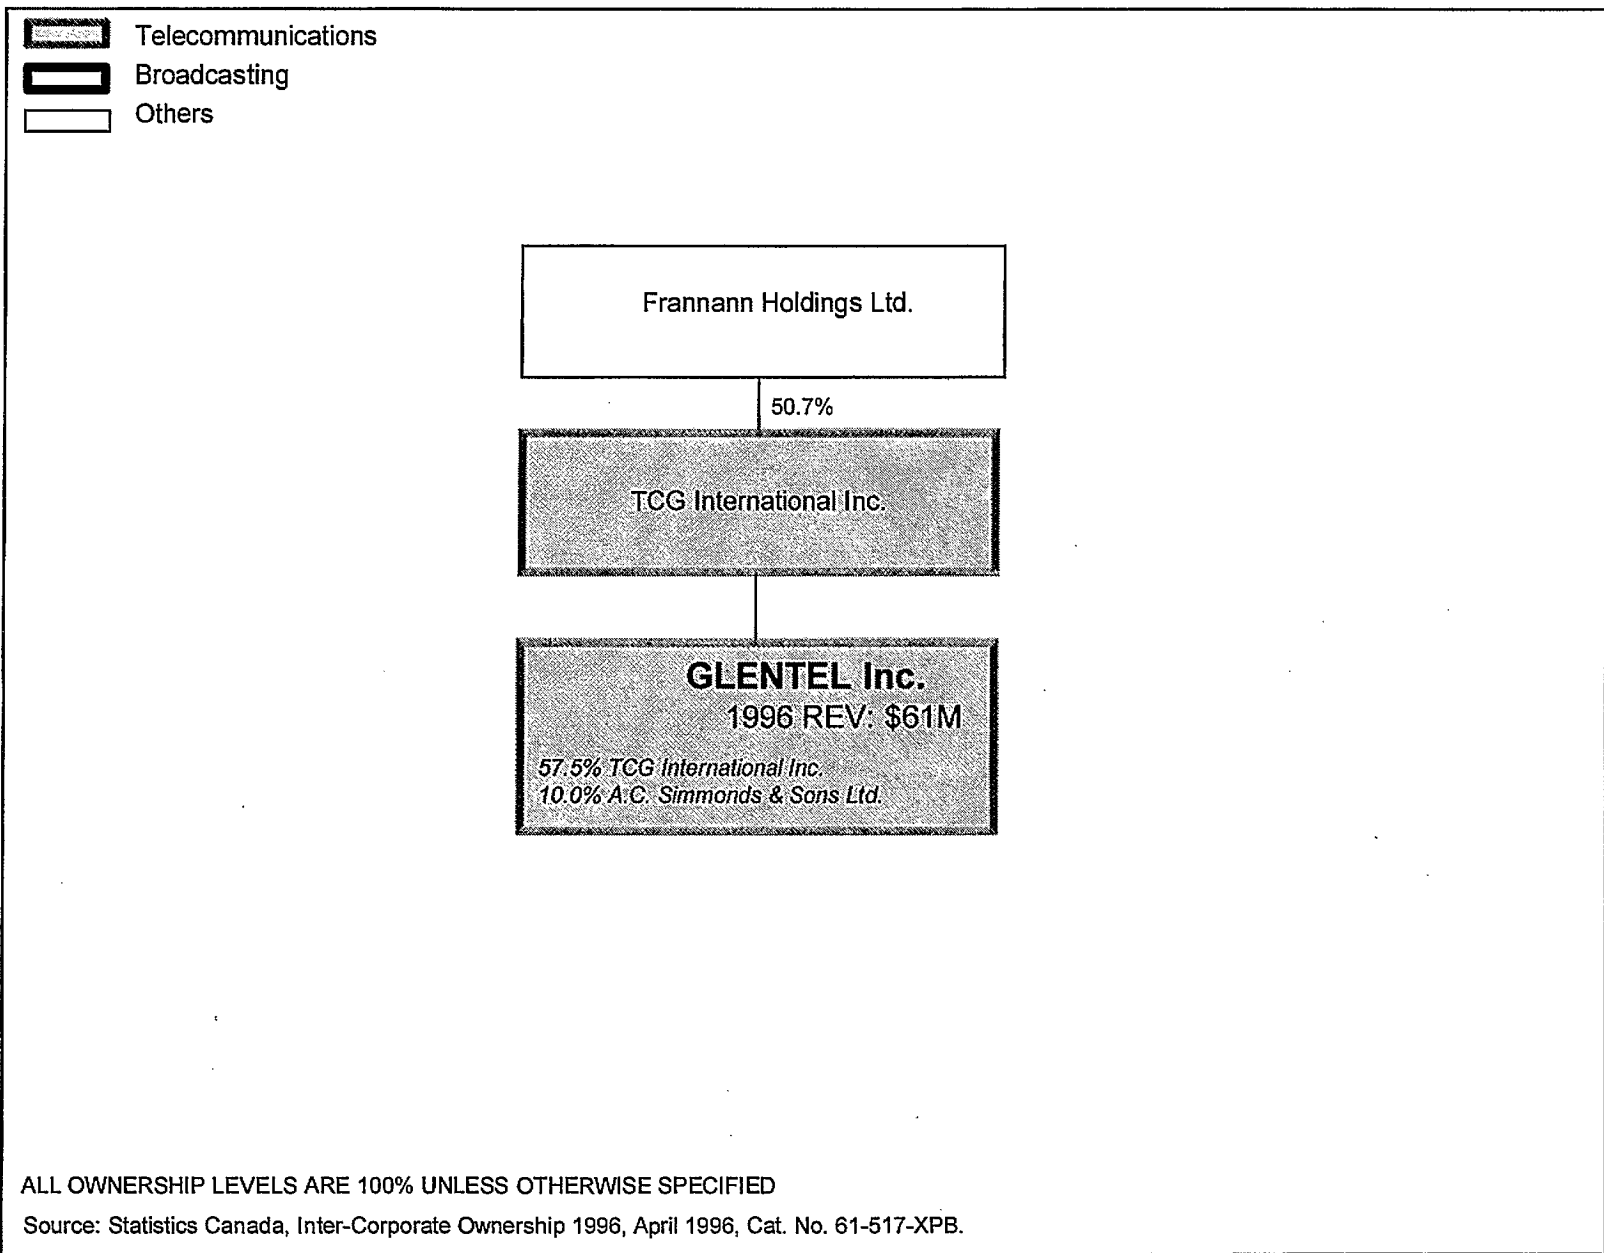 Telecommunications
Broadcasting
Others
Frannann Holdings Ltd.
50.7%
TCG International Inc.
GLENTEL Inc.
1996 REV: $61M
57.5% TCG International Inc.
10.0% A.C. Simmonds & Sons Ltd.
ALL OWNERSHIP LEVELS ARE 100% UNLESS OTHERWISE SPECIFIED
Source: Statistics Canada, Inter-Corporate Ownership 1996, April 1996, Cat. No. 61-517-XPB.